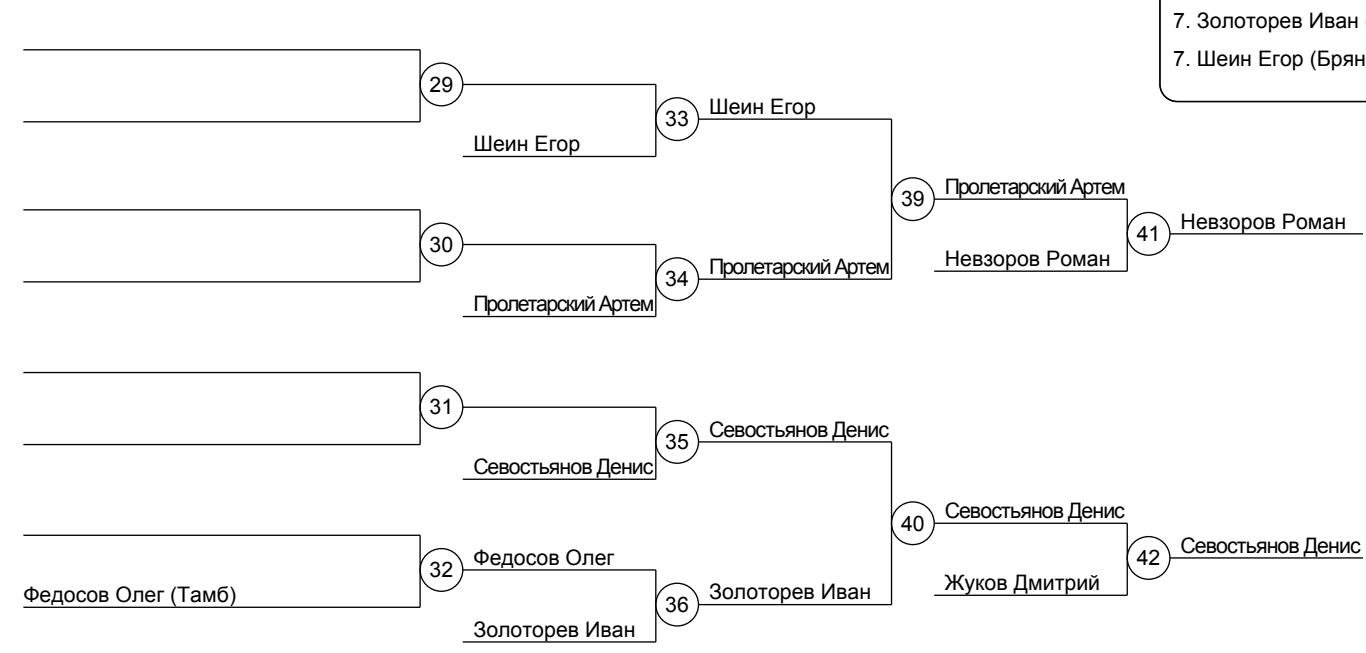 7. Золоторев Иван (
7. Шеин Егор (Брян
29
33
Шеин Егор
Шеин Егор
39
Пролетарский Артем
41
Невзоров Роман
30
34
Пролетарский Артем
Невзоров Роман
Пролетарский Артем
31
35
Севостьянов Денис
Севостьянов Денис
40
Севостьянов Денис
42
Севостьянов Денис
32
Федосов Олег
Жуков Дмитрий
Федосов Олег (Тамб)
36
Золоторев Иван
Золоторев Иван